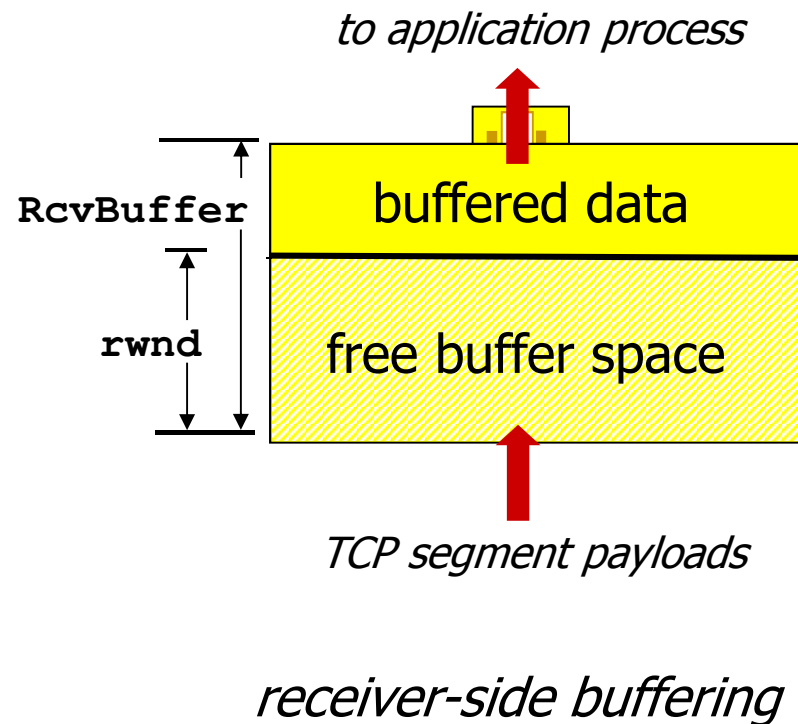 to application process
RcvBuffer
buffered data
rwnd
free buffer space
TCP segment payloads
receiver-side buffering